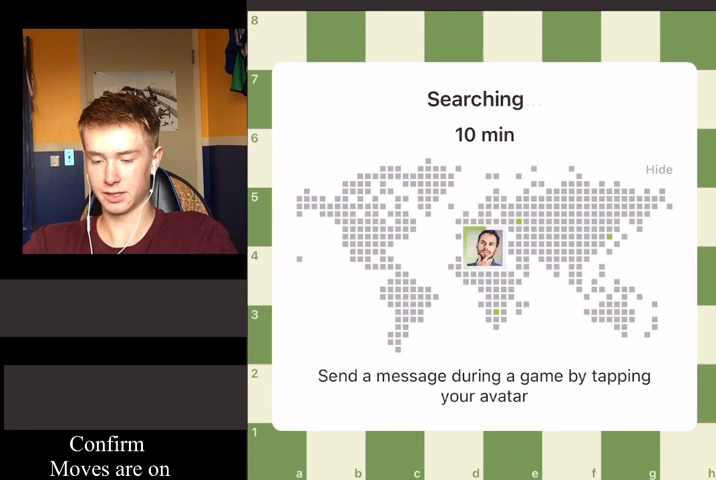 8
7
6
5
4
3
2
1
Searching...
10 min
Hide
Send a message during a game by tapping
your avatar
a b c d e f g h
Confirm
Moves are on